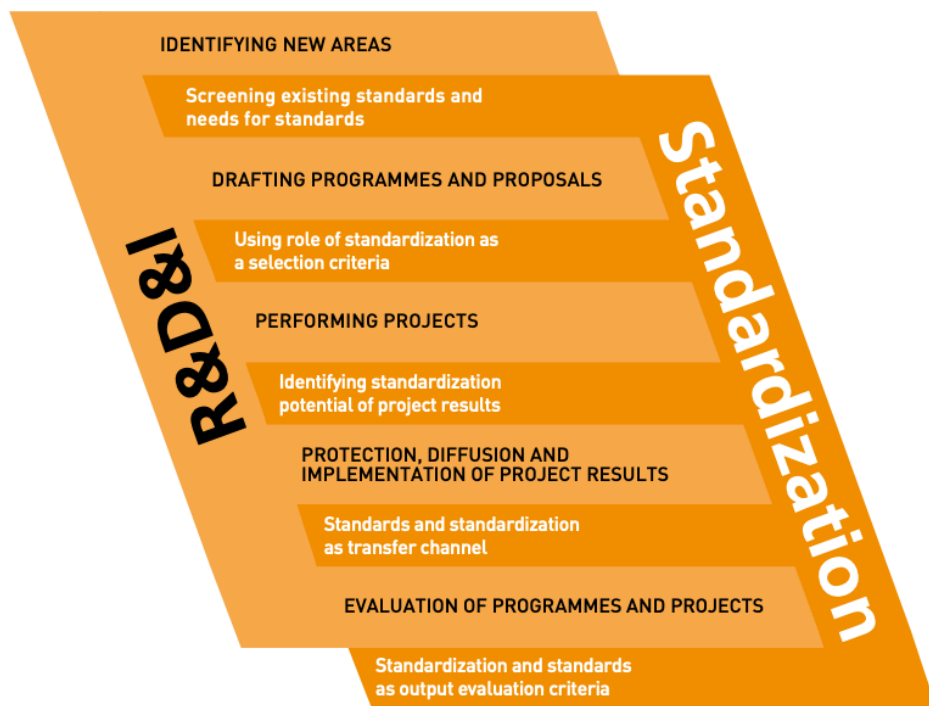 IDENTIFYING NEW AREAS
Screening existing standards and
needs for standards
DRAFTING PROGRAMMES AND PROPOSALS
Using role of standardization as
a selection criteria
PERFORMING PROJECTS
Identifying standardization
potential of project results
PROTECTION, DIFFUSION AND
IMPLEMENTATION OF PROJECT RESULTS
Standards and standardization
as transfer channel
EVALUATION OF PROGRAMMES AND PROJECTS
Standardization and standards
as output evaluation criteria
R&D&I
Standardization